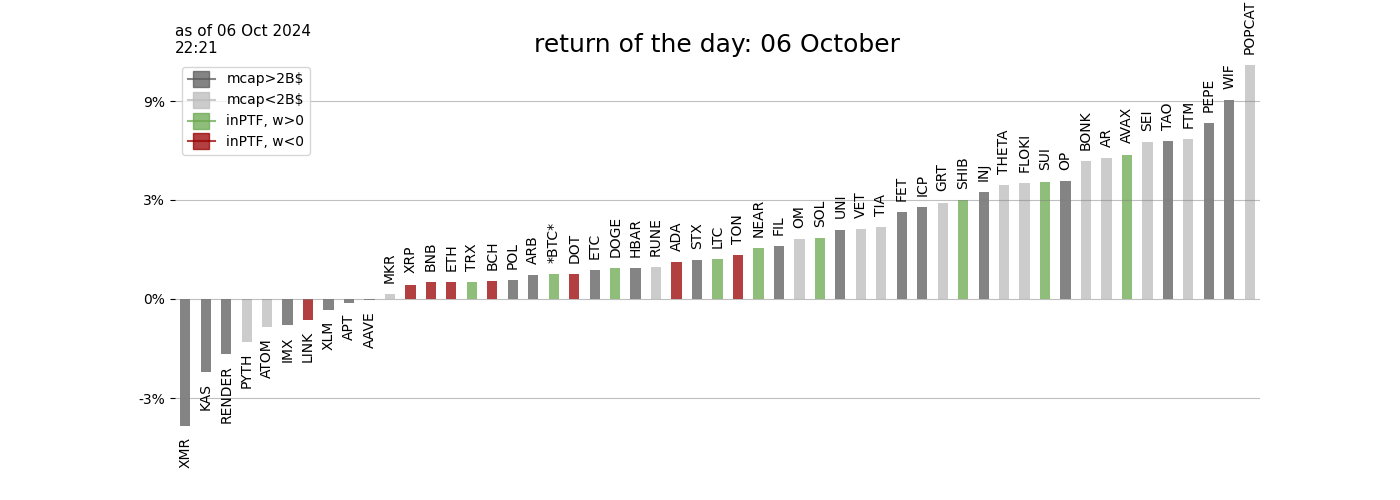 as of 06 Oct 2024
22:21
return of the day: 06 October
mcap>2B$
mcap<2B$
inPTF, w>0
inPTF, w<0
9%
3%
0%
-3%
XMR
KAS
RENDER
PYTH
ATOM
IMX
LINK
XLM
APT
AAVE
MKR
XRP
BNB
ETH
TRX
BCH
POL
ARB
*BTC*
DOT
ETC
DOGE
HBAR
RUNE
ADA
STX
LTC
TON
NEAR
FIL
OM
SOL
UNI
VET
TIA
FET
ICP
GRT
SHIB
INJ
THETA
FLOKI
SUI
OP
BONK
AR
AVAX
SEI
TAO
FTM
PEPE
WIF
POPCAT